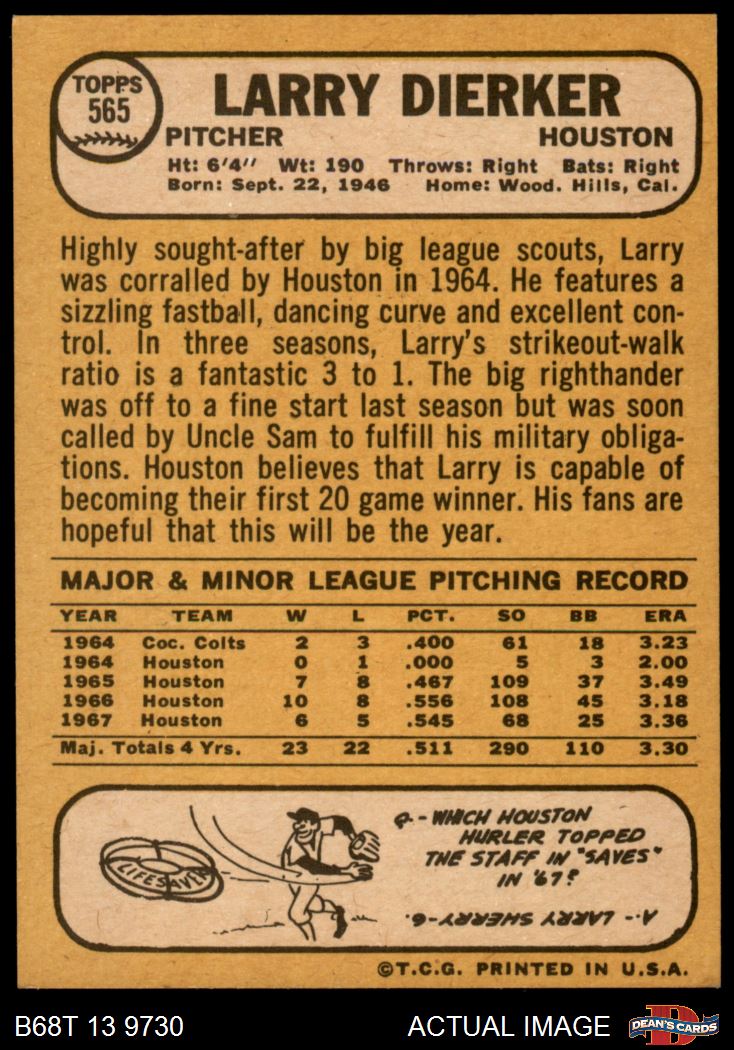 TOPPS
565
LARRY DIERKER
PITCHER HOUSTON
Ht: 6'4" Wt: 190 Throws: Right Bats: Right
Born: Sept. 22, 1946 Home: Wood. Hills, Cal.
Highly sought-after by big league scouts, Larry
was corralled by Houston in 1964. He features a
sizzling fastball, dancing curve and excellent con-
trol. In three seasons, Larry's strikeout-walk
ratio is a fantastic 3 to 1. The big righthander
was off to a fine start last season but was soon
called by Uncle Sam to fulfill his military obliga-
tions. Houston believes that Larry is capable of
becoming their first 20 game winner. His fans are
hopeful that this will be the year.
MAJOR & MINOR LEAGUE PITCHING RECORD
YEAR TEAM W L PCT. SO BB ERA
1964 Coc. Colts 2 3 .400 61 18 3.23
1964 Houston 0 1 .000 5 3 2.00
1965 Houston 7 8 .467 109 37 3.49
1966 Houston 10 8 .556 108 45 3.18
1967 Houston 6 5 .545 68 25 3.36
Maj. Totals 4 Yrs. 23 22 .511 290 110 3.30
LIFESAVER
Q-WHICH HOUSTON
HURLER TOPPED
THE STAFF IN "SAVES"
IN '67?
A-- LARRY SHERRY-6.
©T.C.G. PRINTED IN U.S.A.
B68T 13 9730 ACTUAL IMAGE D DEAN'S CARDS